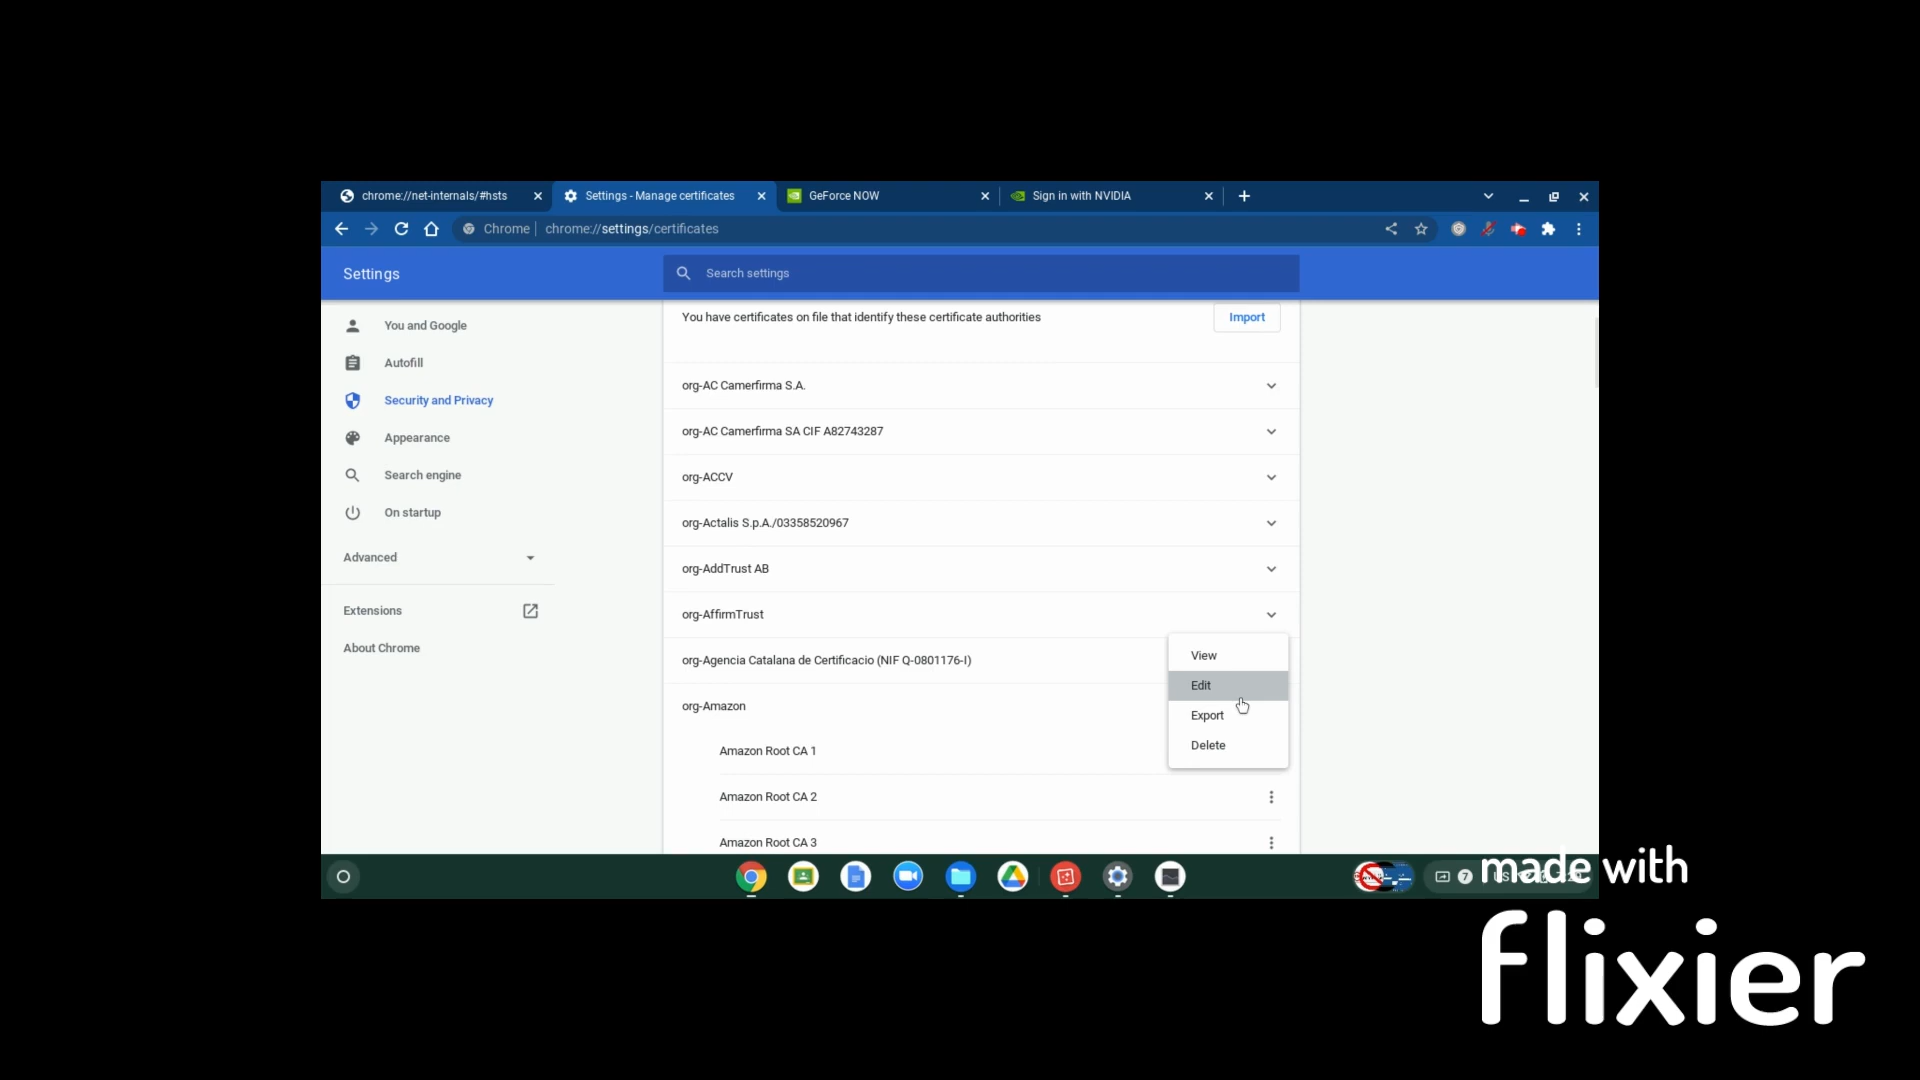 chrome://net-internals/#hsts
Settings - Manage certificates
GeForce NOW
Sign in with NVIDIA
Chrome
chrome://settings/certificates
Settings
Search settings
You and Google
Autofill
Security and Privacy
Appearance
Search engine
On startup
Advanced
Extensions
About Chrome
You have certificates on file that identify these certificate authorities
Import
org-AC Camerfirma S.A.
org-AC Camerfirma SA CIF A82743287
org-ACCV
org-Actalis S.p.A./03358520967
org-AddTrust AB
org-AffirmTrust
org-Agencia Catalana de Certificacio (NIF Q-0801176-I)
org-Amazon
Amazon Root CA 1
Amazon Root CA 2
Amazon Root CA 3
View
Edit
Export
Delete
7
US
made with
flixier